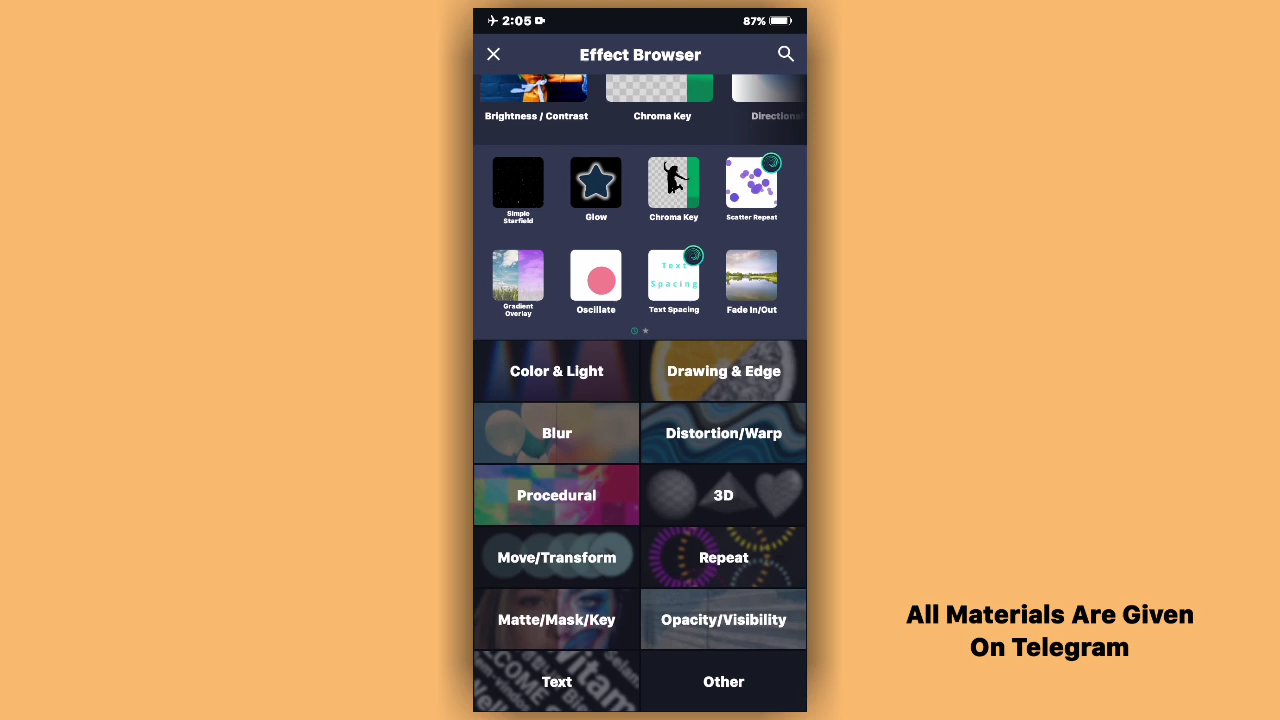 2:05
87%
Effect Browser
Brightness / Contrast
Chroma Key
Directional
Simple
Starfield
Glow
Chroma Key
Scatter Repeat
Text
Spacing
Gradient
Overlay
Oscillate
Text Spacing
Fade In/Out
Color & Light
Drawing & Edge
Blur
Distortion/Warp
Procedural
3D
Move/Transform
Repeat
Matte/Mask/Key
Opacity/Visibility
Text
Other
All Materials Are Given
On Telegram